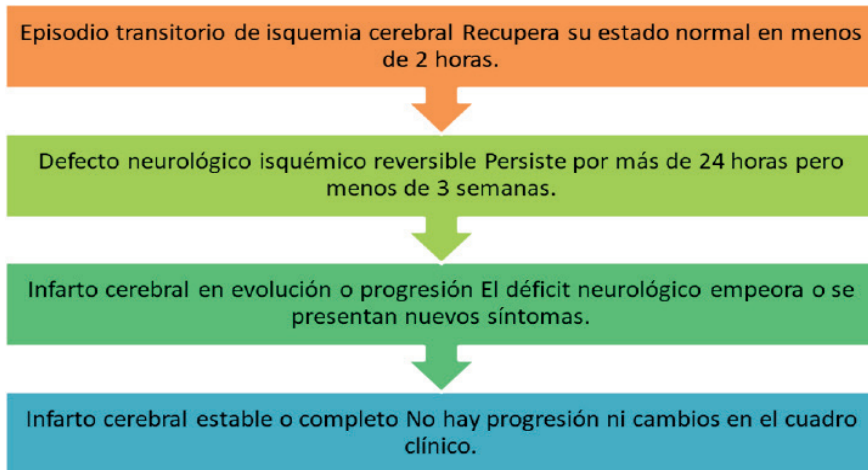 Episodio transitorio de isquemia cerebral Recupera su estado normal en menos
de 2 horas.
Defecto neurológico isquémico reversible Persiste por más de 24 horas pero
menos de 3 semanas.
Infarto cerebral en evolución o progresión El déficit neurológico empeora o se
presentan nuevos síntomas.
Infarto cerebral estable o completo No hay progresión ni cambios en el cuadro
clínico.